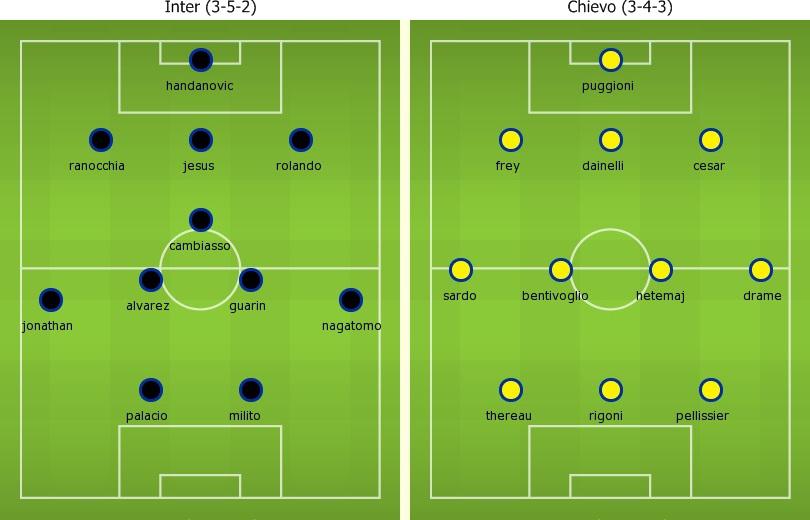 Inter (3-5-2)
handanovic
ranocchia jesus rolando
cambiasso
alvarez guarin
jonathan nagatomo
palacio milito
Chievo (3-4-3)
puggioni
frey dainelli cesar
sardo bentivoglio hetemaj drame
thereau rigoni pellissier